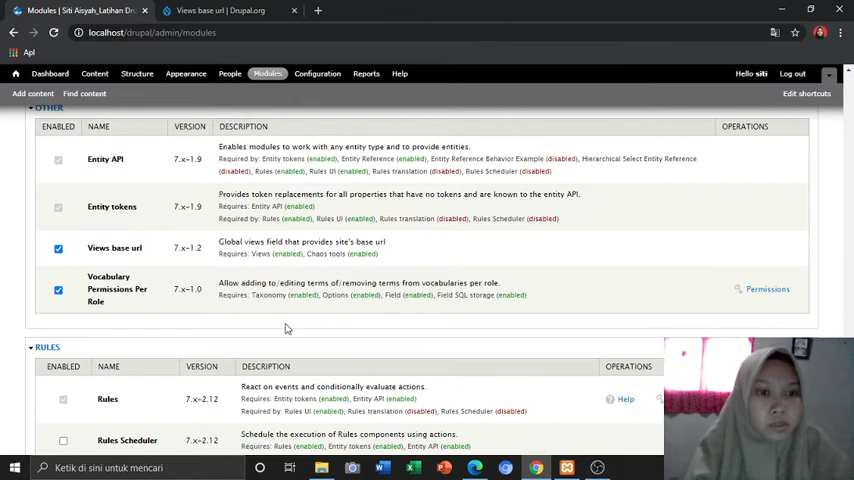 Modules | Siti Aisyah_Latihan Dru
Views base url | Drupal.org
localhost/drupal/admin/modules
Apl
Dashboard Content Structure Appearance People Modules Configuration Reports Help
Hello siti Log out
Add content Find content
Edit shortcuts
OTHER
ENABLED NAME VERSION DESCRIPTION OPERATIONS
Enables modules to work with any entity type and to provide entities.
Entity API 7.x-1.9 Required by: Entity tokens (enabled), Entity Reference (enabled), Entity Reference Behavior Example (disabled), Hierarchical Select Entity Reference
(disabled), Rules (enabled), Rules UI (enabled), Rules translation (disabled), Rules Scheduler (disabled)
Provides token replacements for all properties that have no tokens and are known to the entity API.
Entity tokens 7.x-1.9 Requires: Entity API (enabled)
Required by: Rules (enabled), Rules UI (enabled), Rules translation (disabled), Rules Scheduler (disabled)
Views base url 7.x-1.2 Global views field that provides site's base url
Requires: Views (enabled), Chaos tools (enabled)
Vocabulary
Permissions Per
Role
7.x-1.0
Allow adding to/editing terms of/removing terms from vocabularies per role.
Requires: Taxonomy (enabled), Options (enabled), Field (enabled), Field SQL storage (enabled)
Permissions
RULES
ENABLED NAME VERSION DESCRIPTION OPERATIONS
React on events and conditionally evaluate actions.
Rules 7.x-2.12 Requires: Entity tokens (enabled), Entity API (enabled)
Required by: Rules UI (enabled), Rules translation (disabled), Rules Scheduler (disabled)
Help
Schedule the execution of Rules components using actions.
Rules Scheduler 7.x-2.12 Requires: Rules (enabled), Entity tokens (enabled), Entity API (enabled)
Ketik di sini untuk mencari